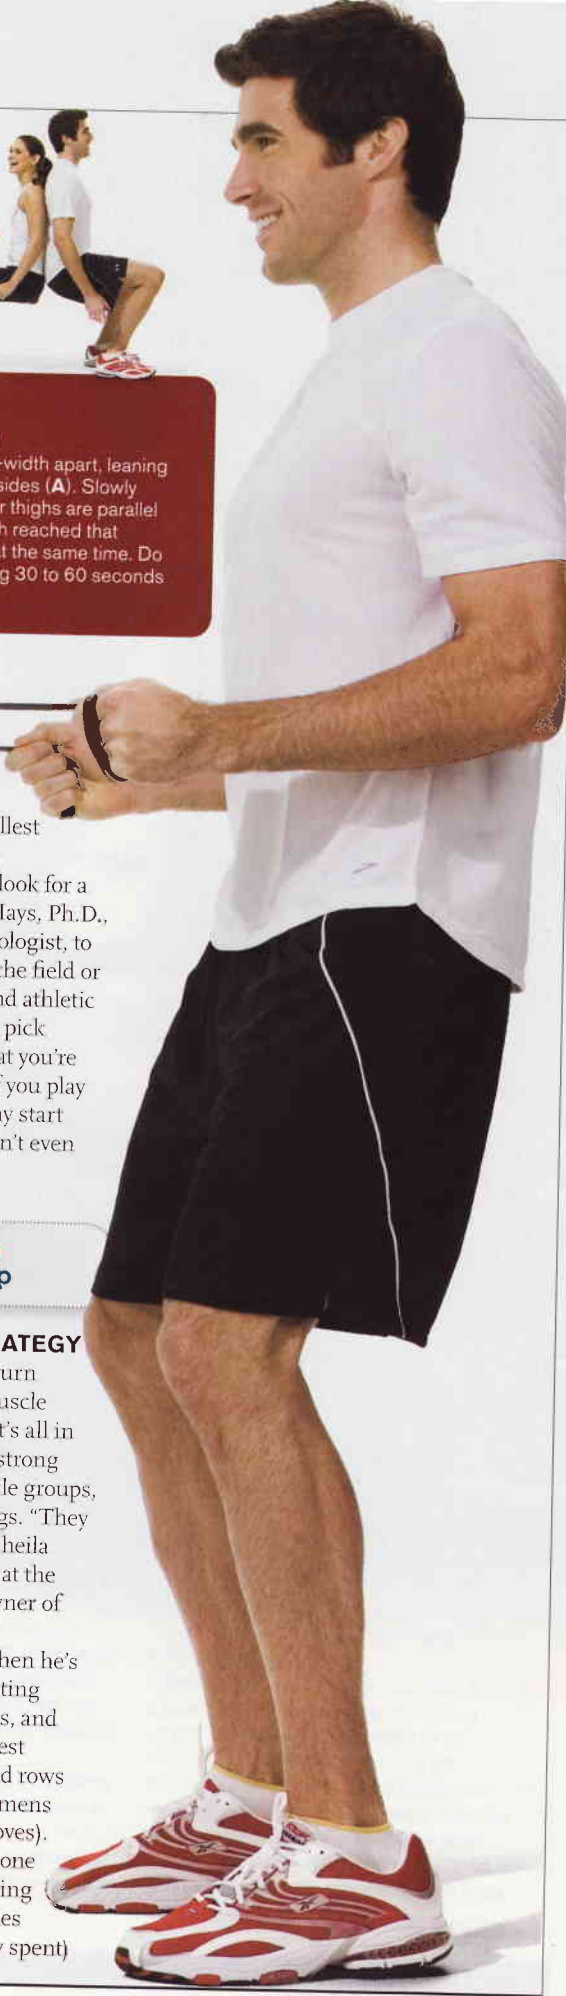 -width apart, leaning
sides (A). Slowly
r thighs are parallel
h reached that
at the same time. Do
g 30 to 60 seconds
llest
look for a
Hays, Ph.D.,
ologist, to
the field or
nd athletic
pick
at you're
f you play
ay start
n't even
p
ATEGY
urn
uscle
t's all in
strong
le groups,
gs. "They
heila
at the
ner of
hen he's
ting
s, and
est
d rows
mens
oves).
one
ing
es
y spent)